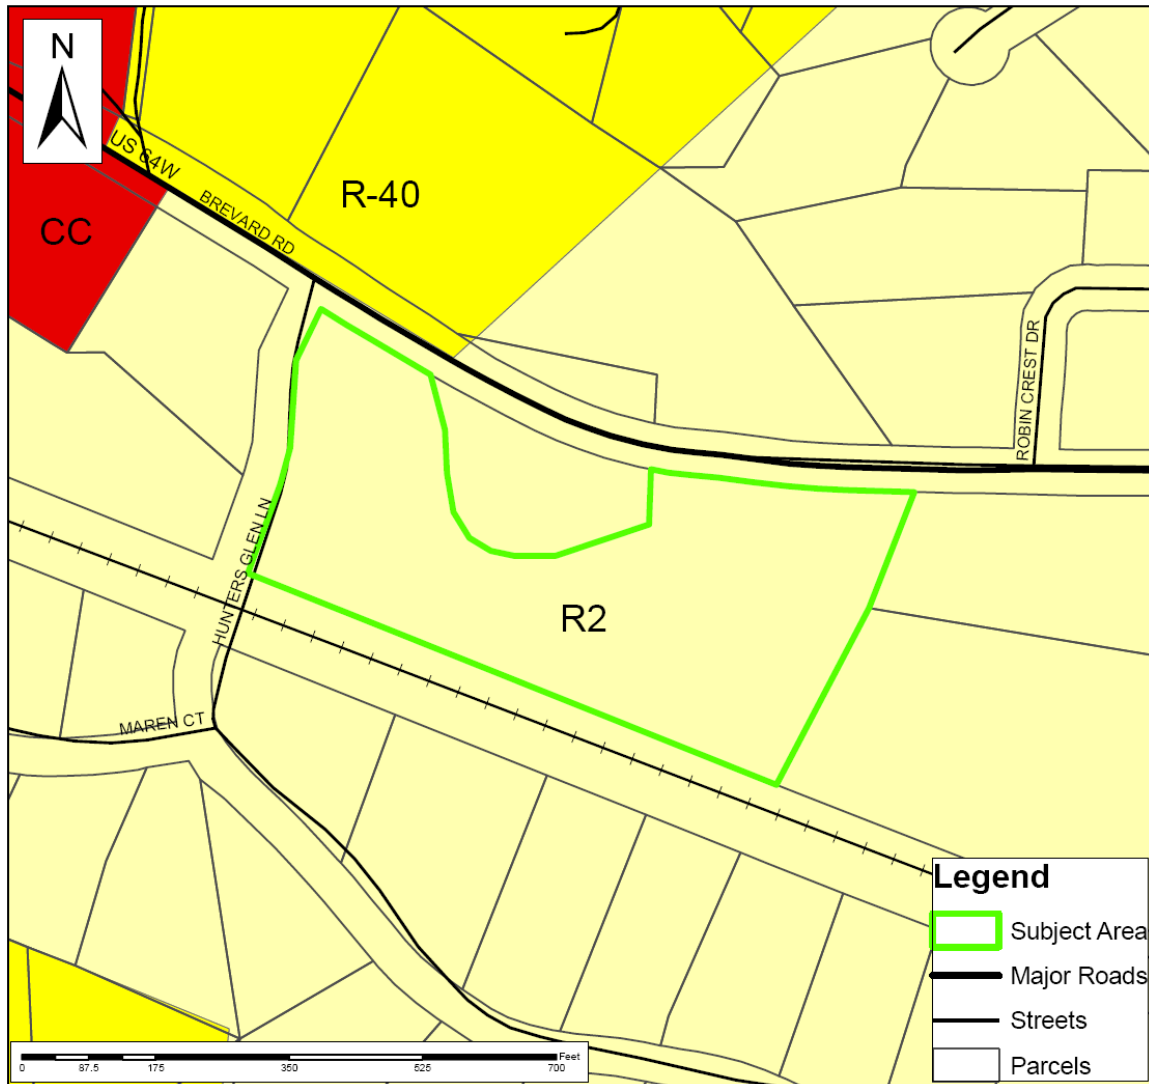 N
US 64W
BREVARD RD
R-40
CC
ROBIN CREST DR
HUNTERS GLEN LN
R2
MAREN CT
Legend
Subject Area
Major Roads
Streets
Parcels
Feet
0 87.5 175 350 525 700